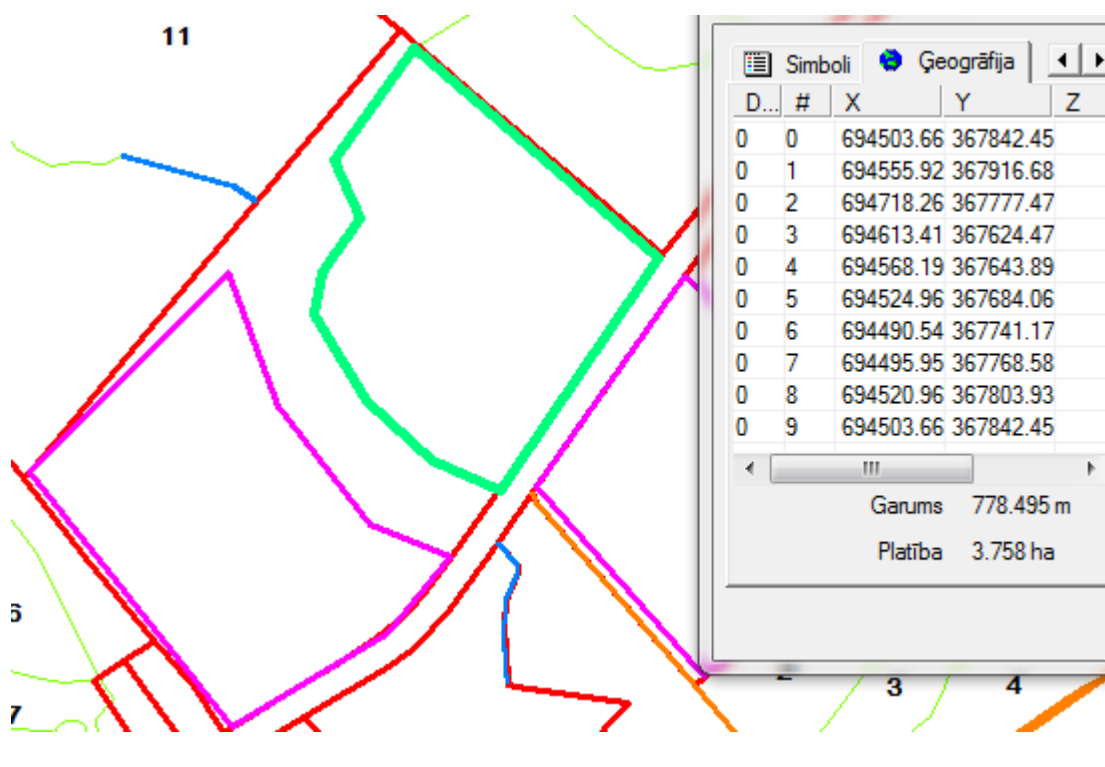 11
Simboli Ģeogrāfija
D... # X Y Z
0 0 694503.66 367842.45
0 1 694555.92 367916.68
0 2 694718.26 367777.47
0 3 694613.41 367624.47
0 4 694568.19 367643.89
0 5 694524.96 367684.06
0 6 694490.54 367741.17
0 7 694495.95 367768.58
0 8 694520.96 367803.93
0 9 694503.66 367842.45
Garums 778.495 m
Platība 3.758 ha
6
3 4
7